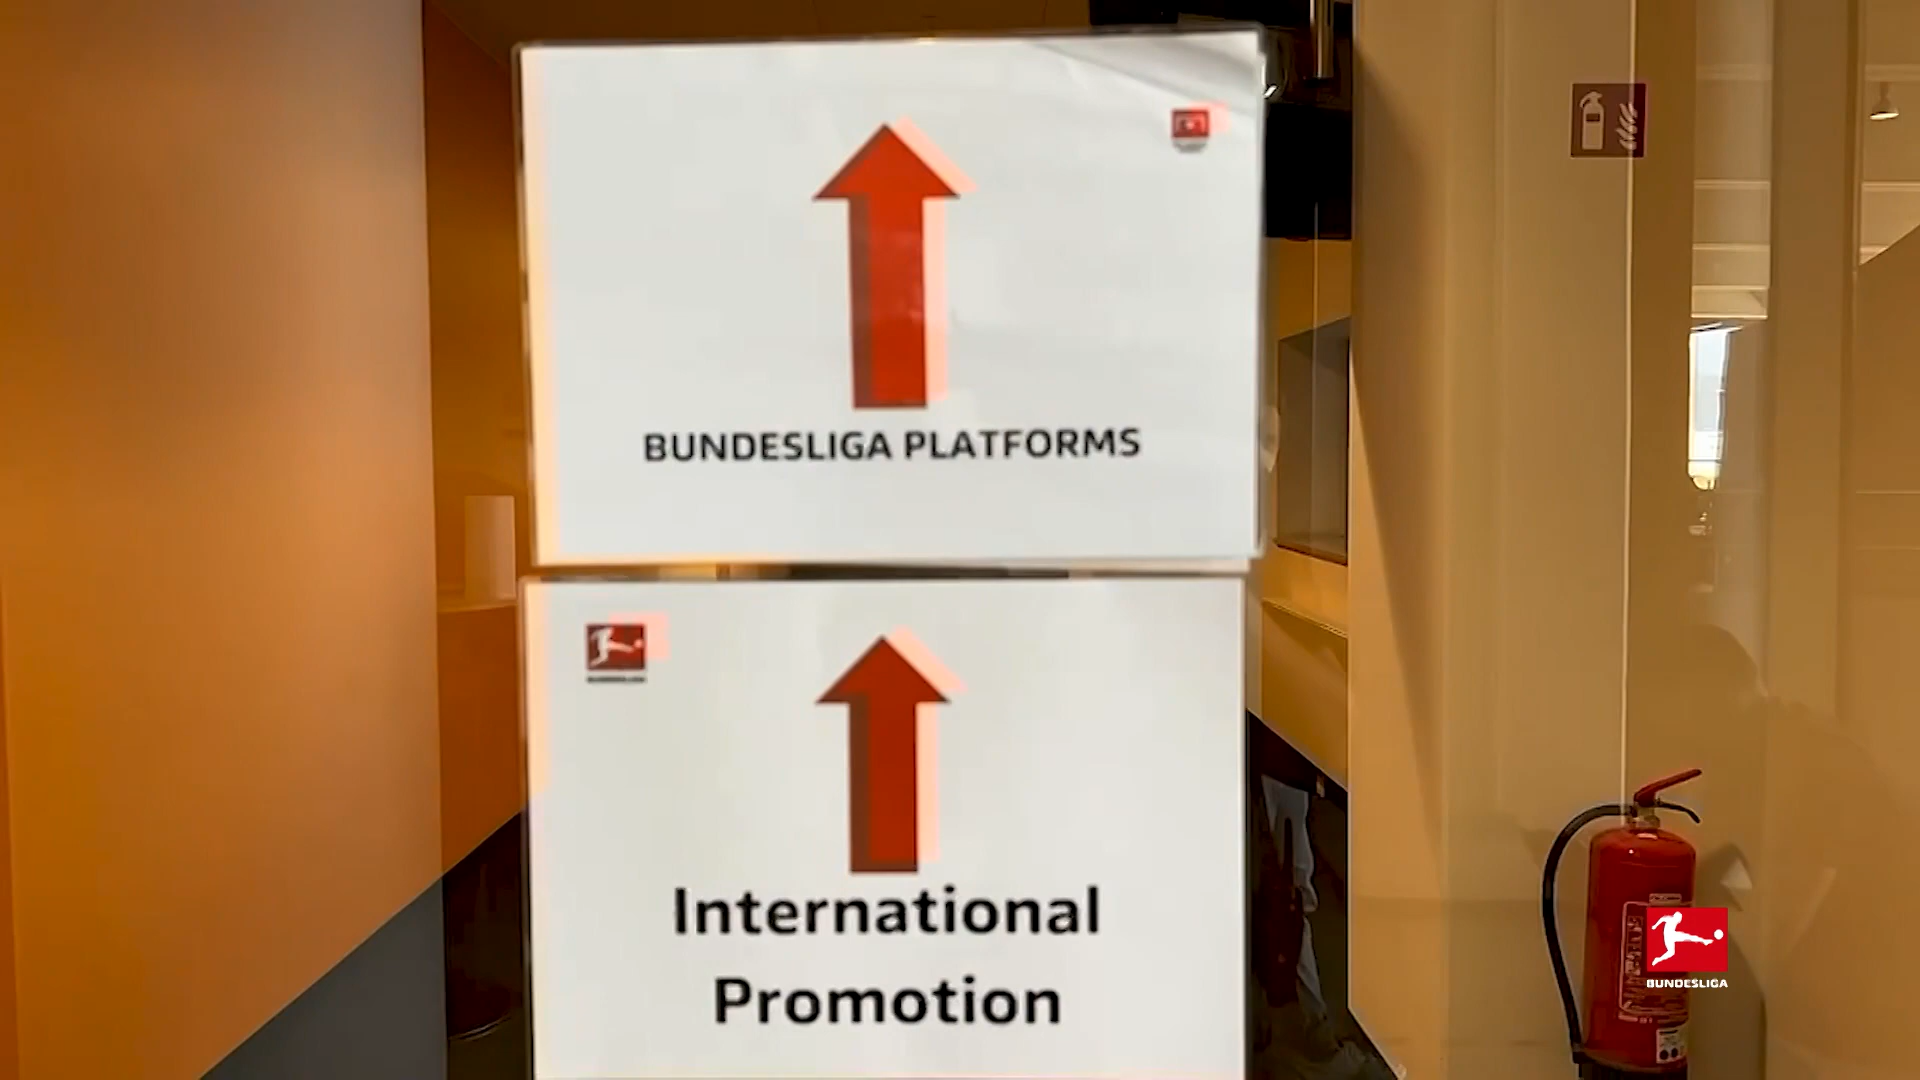 BUNDESLIGA PLATFORMS
International
Promotion
BUNDESLIGA